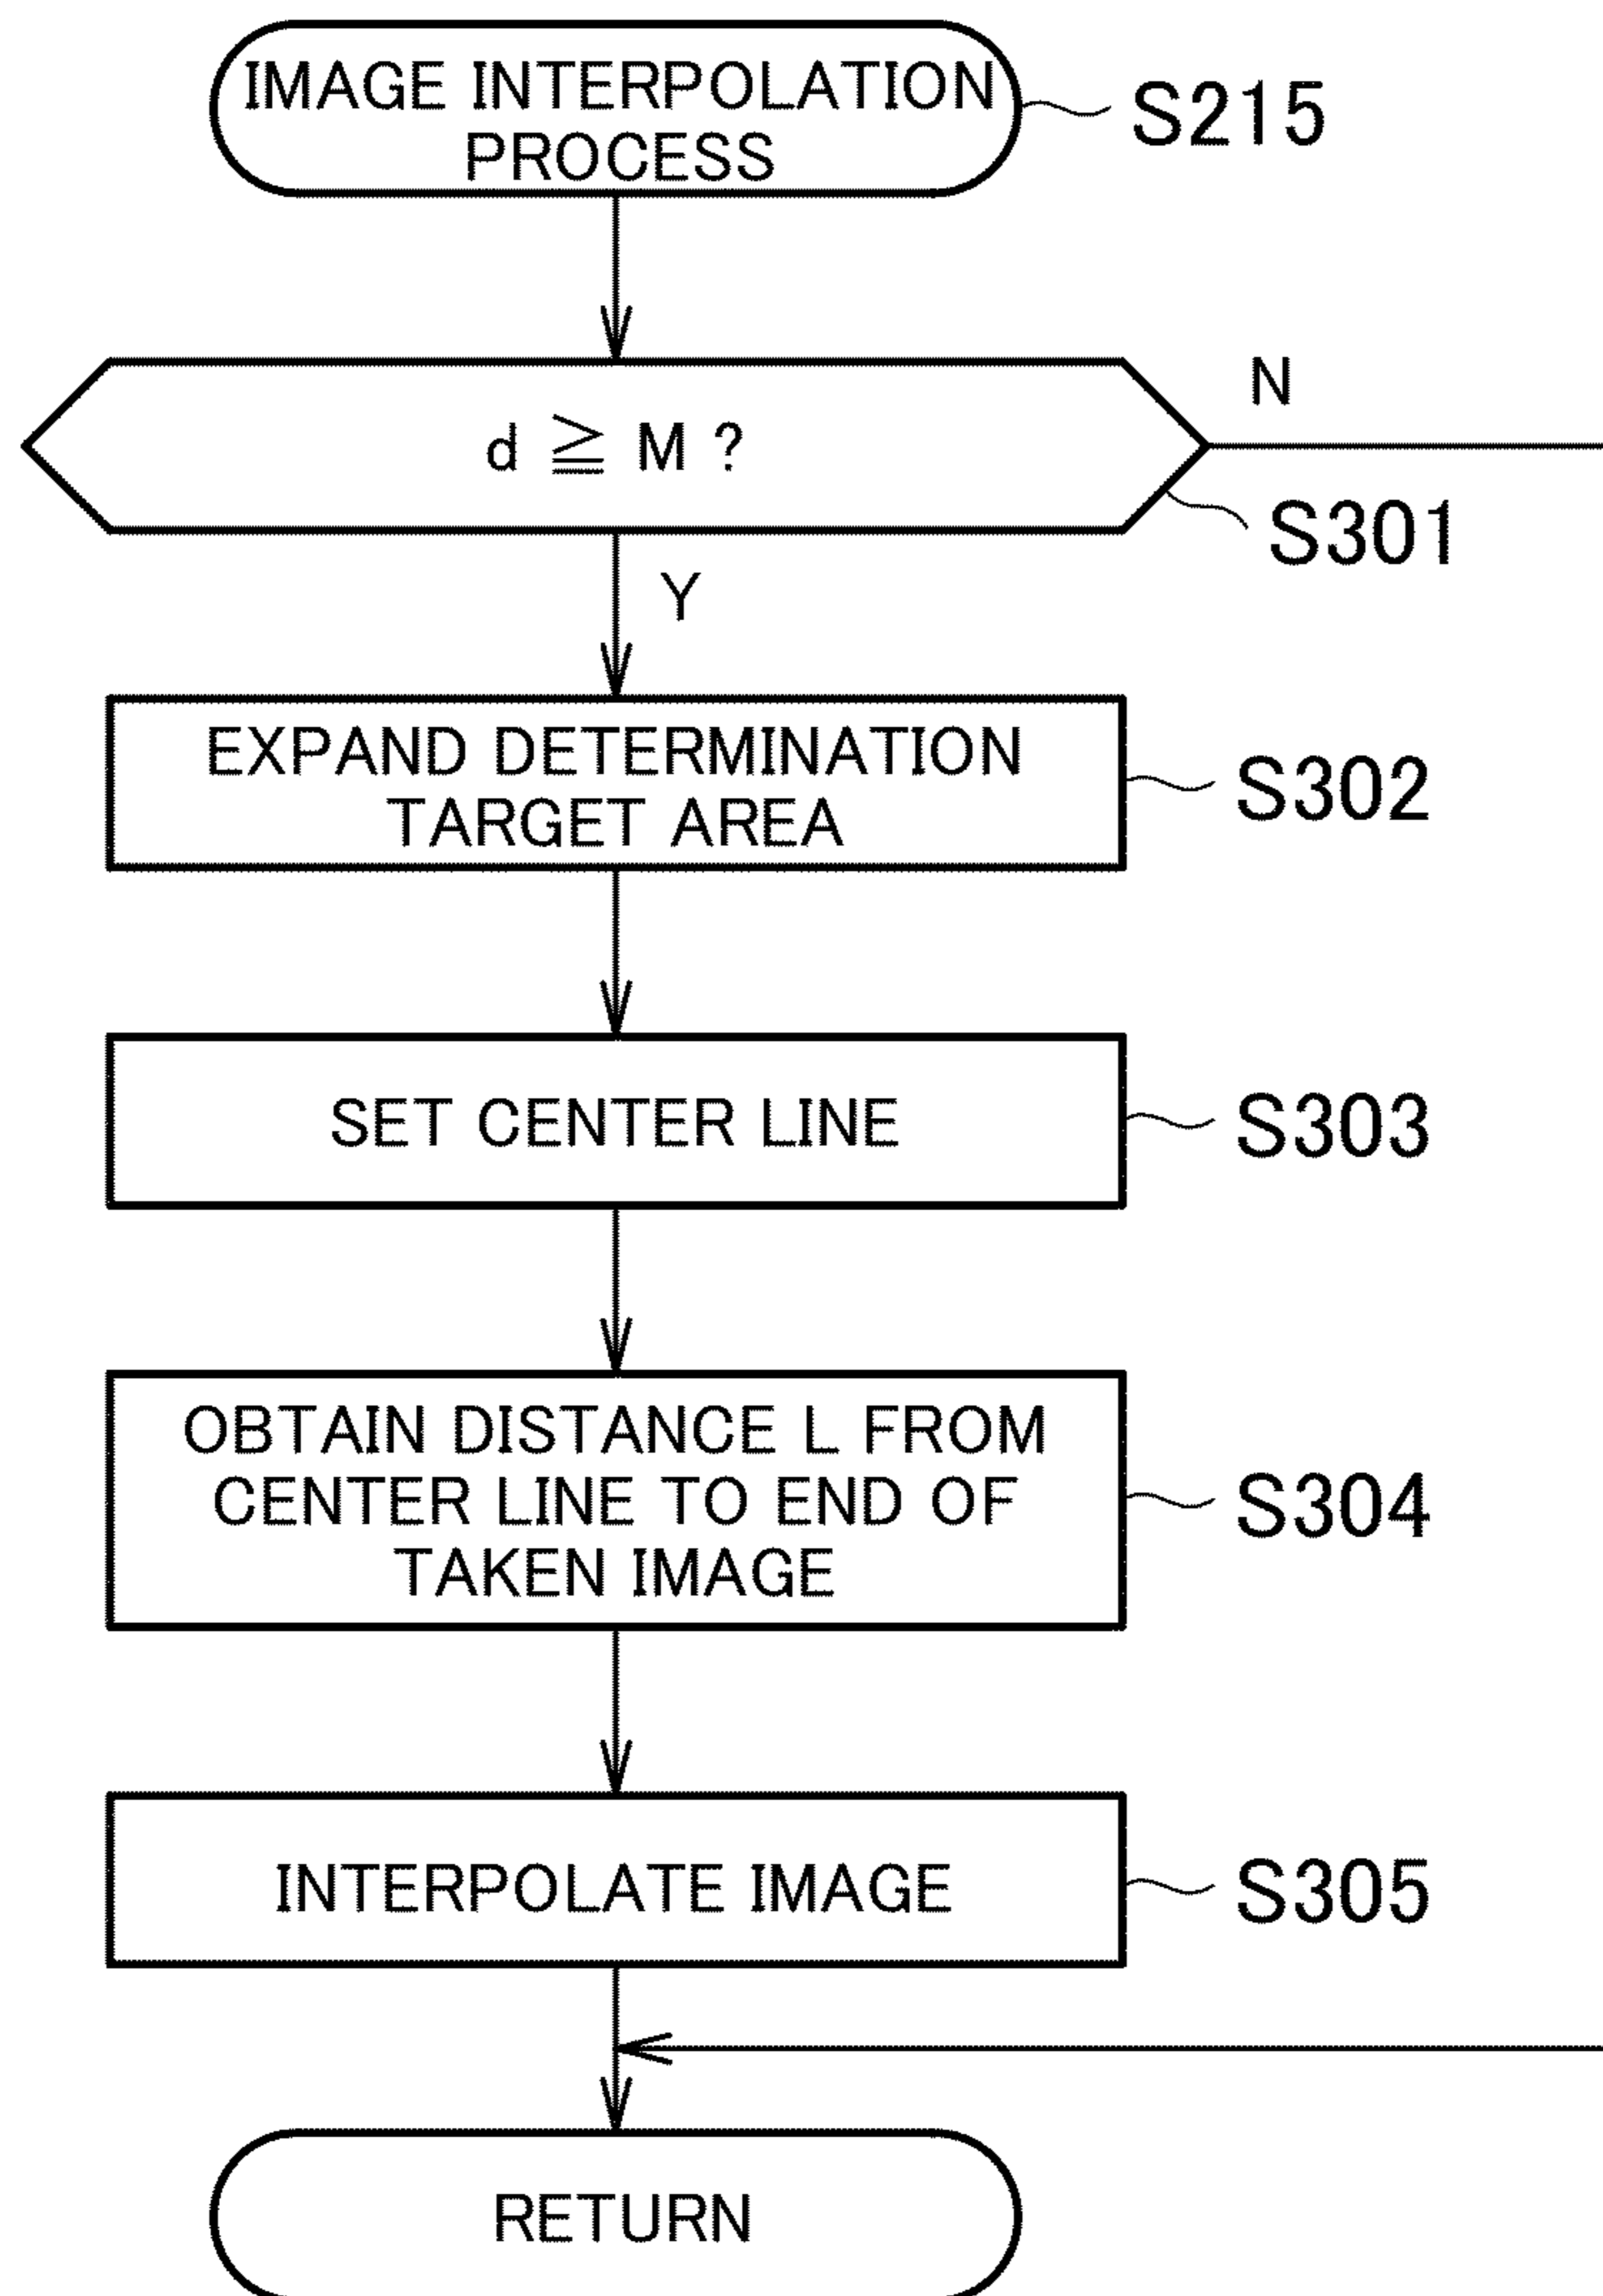 IMAGE INTERPOLATION
PROCESS
S215
d ≧ M ?
N
S301
Y
EXPAND DETERMINATION
TARGET AREA
S302
SET CENTER LINE
S303
OBTAIN DISTANCE L FROM
CENTER LINE TO END OF
TAKEN IMAGE
S304
INTERPOLATE IMAGE
S305
RETURN